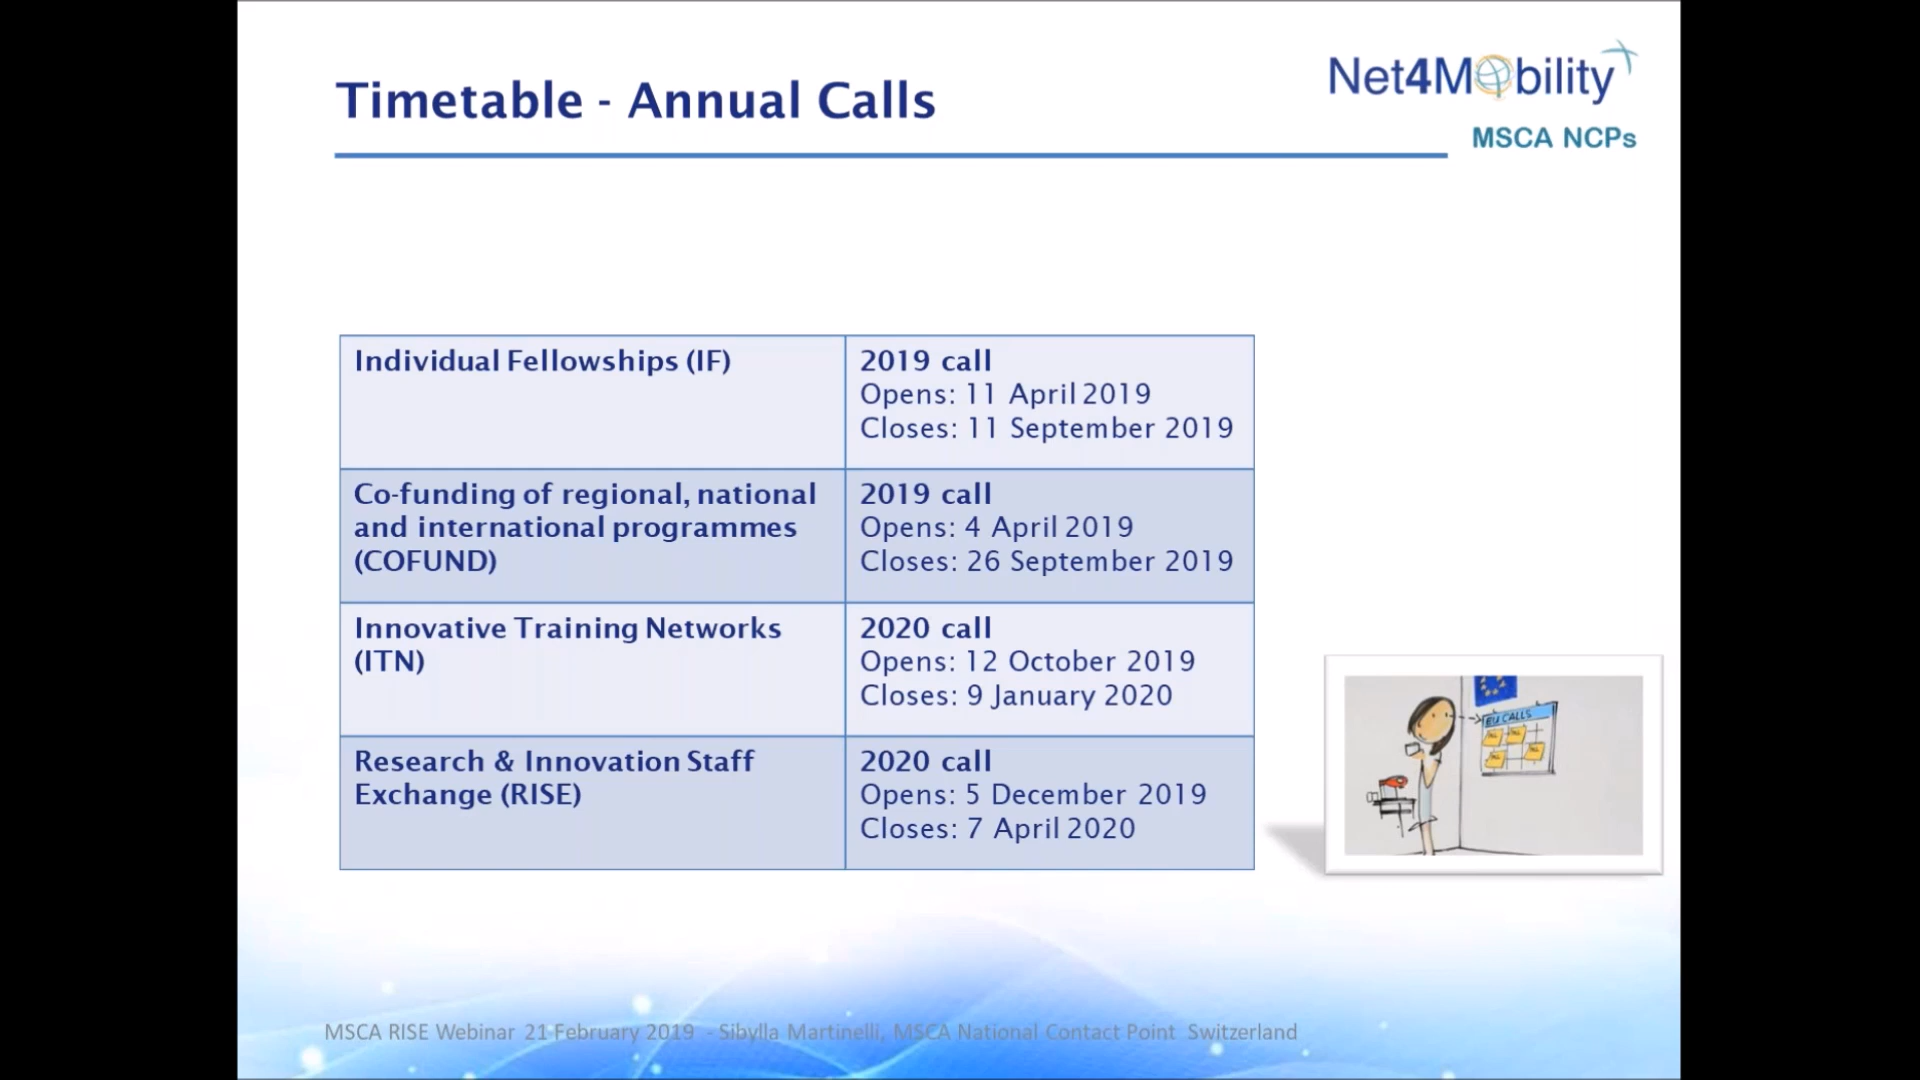 Timetable - Annual Calls
Net4Mobility
MSCA NCPs
Individual Fellowships (IF)
2019 call
Opens: 11 April 2019
Closes: 11 September 2019
Co-funding of regional, national
and international programmes
(COFUND)
2019 call
Opens: 4 April 2019
Closes: 26 September 2019
Innovative Training Networks
(ITN)
2020 call
Opens: 12 October 2019
Closes: 9 January 2020
Research & Innovation Staff
Exchange (RISE)
2020 call
Opens: 5 December 2019
Closes: 7 April 2020
EU CALLS
MSCA RISE Webinar 21 February 2019 - Sibylla Martinelli, MSCA National Contact Point Switzerland